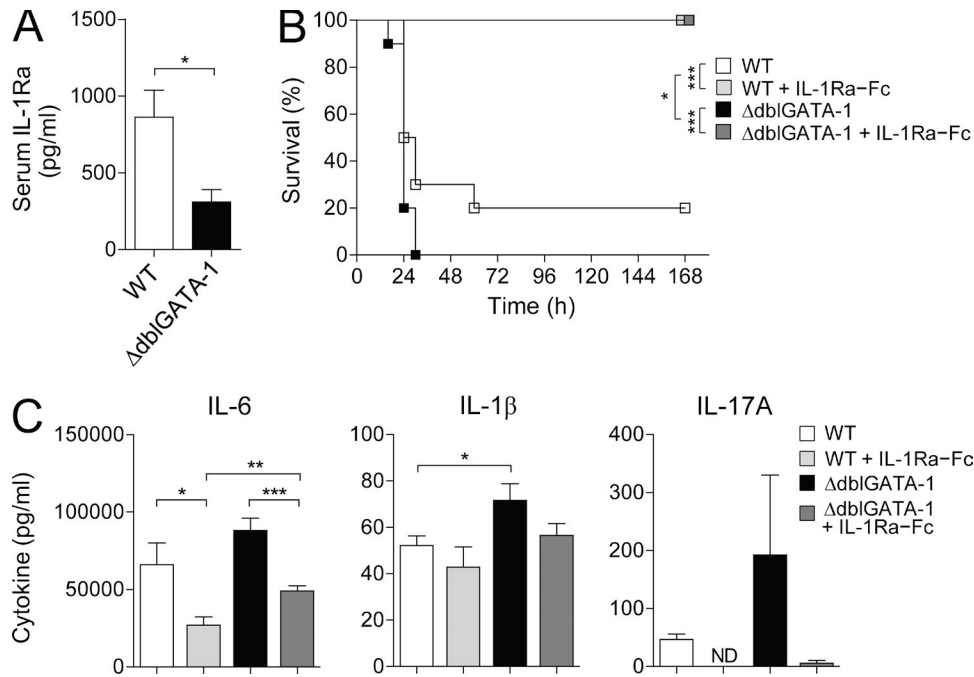 A
1500
1000
500
0
Serum IL-1Ra
(pg/ml)
*
WT
ΔdblGATA-1
B
100
80
60
40
20
0
Survival (%)
0 24 48 72 96 120 144 168
Time (h)
* *** ***
WT
WT + IL-1Ra–Fc
ΔdblGATA-1
ΔdblGATA-1 + IL-1Ra–Fc
C
Cytokine (pg/ml)
IL-6
150000
100000
50000
0
*
**
***
IL-1β
100
80
60
40
20
0
*
IL-17A
400
300
200
100
0
ND
WT
WT + IL-1Ra–Fc
ΔdblGATA-1
ΔdblGATA-1
+ IL-1Ra–Fc